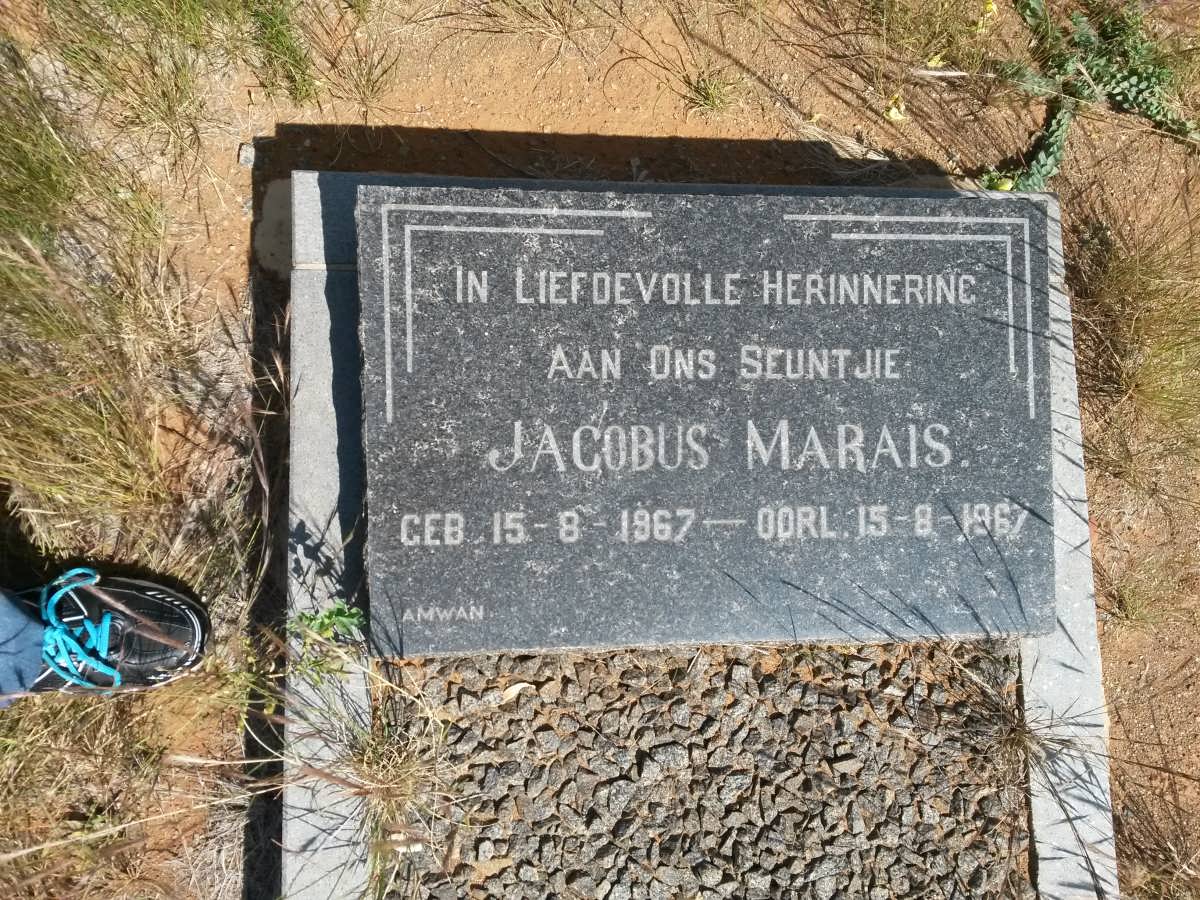 IN LIEFDEVOLLE HERINNERING
AAN ONS SEUNTJIE
JACOBUS MARAIS.
GEB. 15-8-1967 — OORL. 15-8-1967
AMWAN